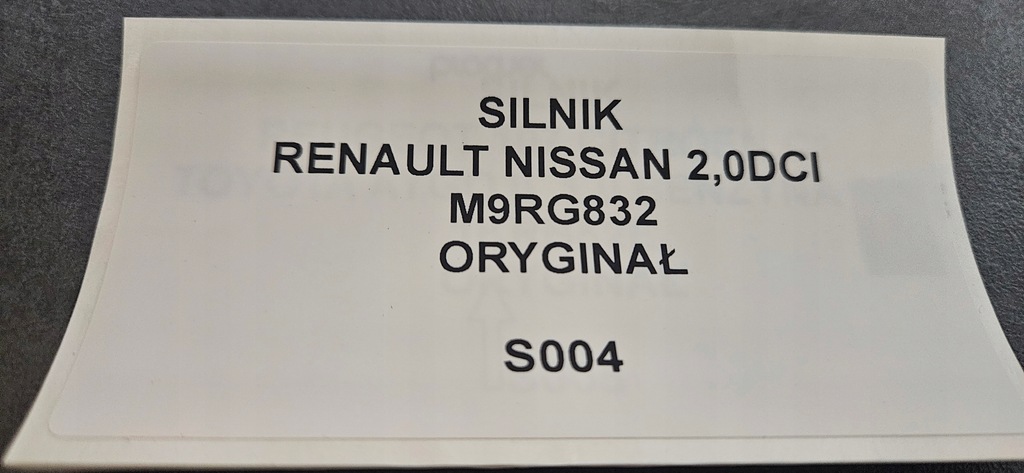 SILNIK
RENAULT NISSAN 2,0DCI
M9RG832
ORYGINAŁ
S004